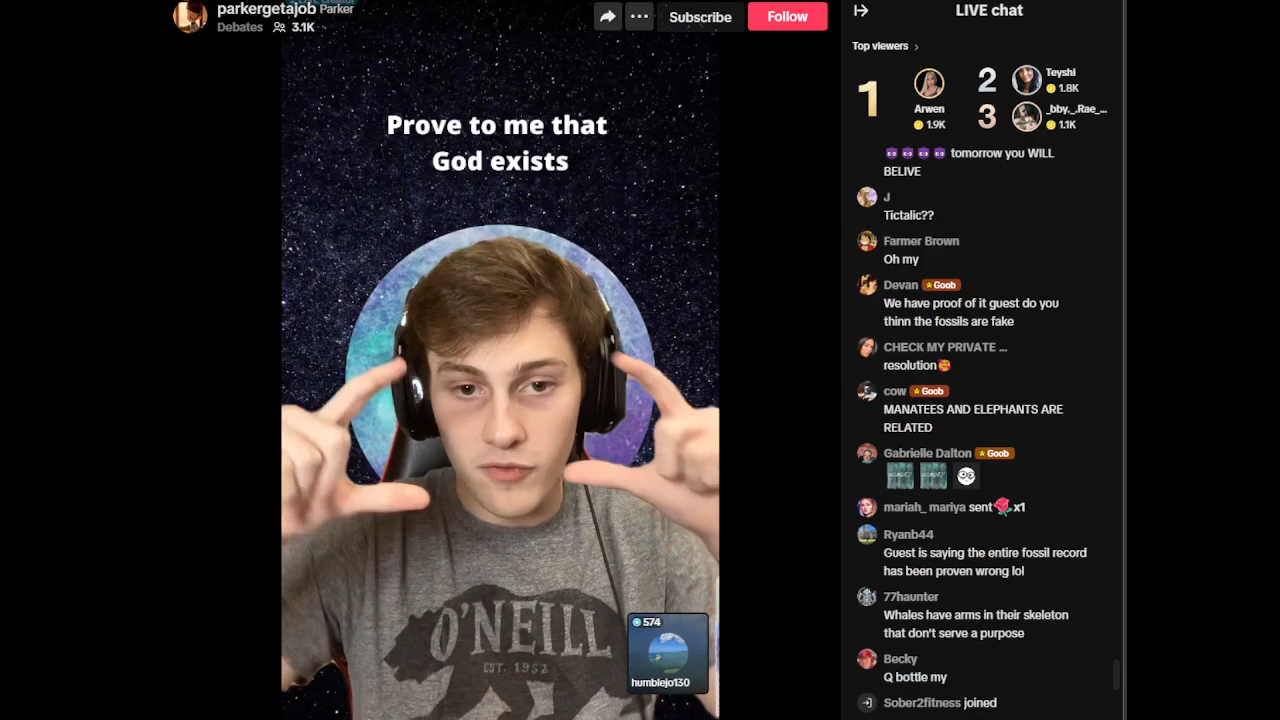 parkergetajob Parker
Debates 3.1K
Subscribe
Follow
LIVE chat
Prove to me that
God exists
O'NEILL
EST. 1952
574
humblejo130
Top viewers
1
Arwen
1.9K
2
Teyshi
1.8K
3
_bby._.Rae_...
1.1K
tomorrow you WILL
BELIVE
J
Tictalic??
Farmer Brown
Oh my
Devan Goob
We have proof of it guest do you
thinn the fossils are fake
CHECK MY PRIVATE ...
resolution
cow Goob
MANATEES AND ELEPHANTS ARE
RELATED
Gabrielle Dalton Goob
mariah_ mariya sent x1
Ryanb44
Guest is saying the entire fossil record
has been proven wrong lol
77haunter
Whales have arms in their skeleton
that don't serve a purpose
Becky
Q bottle my
Sober2fitness joined